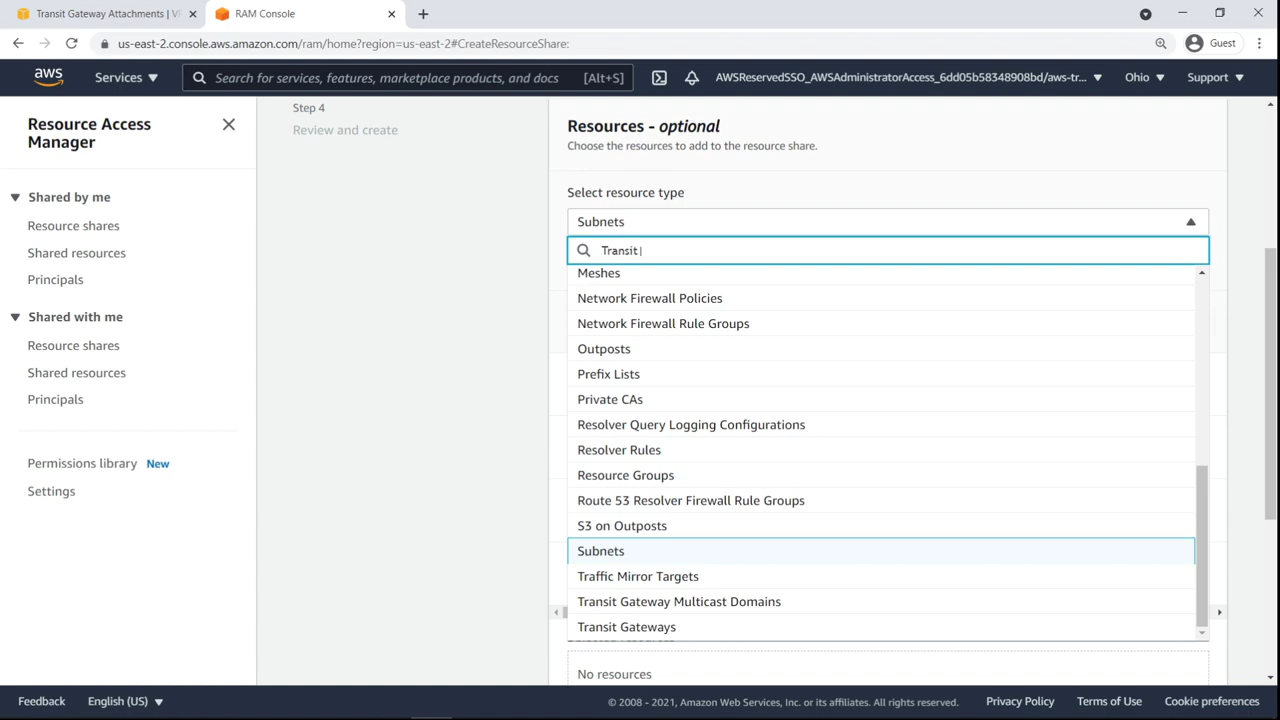 Transit Gateway Attachments | VP
RAM Console
us-east-2.console.aws.amazon.com/ram/home?region=us-east-2#CreateResourceShare:
Guest
aws
Services
Search for services, features, marketplace products, and docs [Alt+S]
AWSReservedSSO_AWSAdministratorAccess_6dd05b58348908bd/aws-tr...
Ohio
Support
Resource Access
Manager
Shared by me
Resource shares
Shared resources
Principals
Shared with me
Resource shares
Shared resources
Principals
Permissions library New
Settings
Step 4
Review and create
Resources - optional
Choose the resources to add to the resource share.
Select resource type
Subnets
Transit
Meshes
Network Firewall Policies
Network Firewall Rule Groups
Outposts
Prefix Lists
Private CAs
Resolver Query Logging Configurations
Resolver Rules
Resource Groups
Route 53 Resolver Firewall Rule Groups
S3 on Outposts
Subnets
Traffic Mirror Targets
Transit Gateway Multicast Domains
Transit Gateways
No resources
Feedback
English (US)
© 2008 - 2021, Amazon Web Services, Inc. or its affiliates. All rights reserved.
Privacy Policy
Terms of Use
Cookie preferences